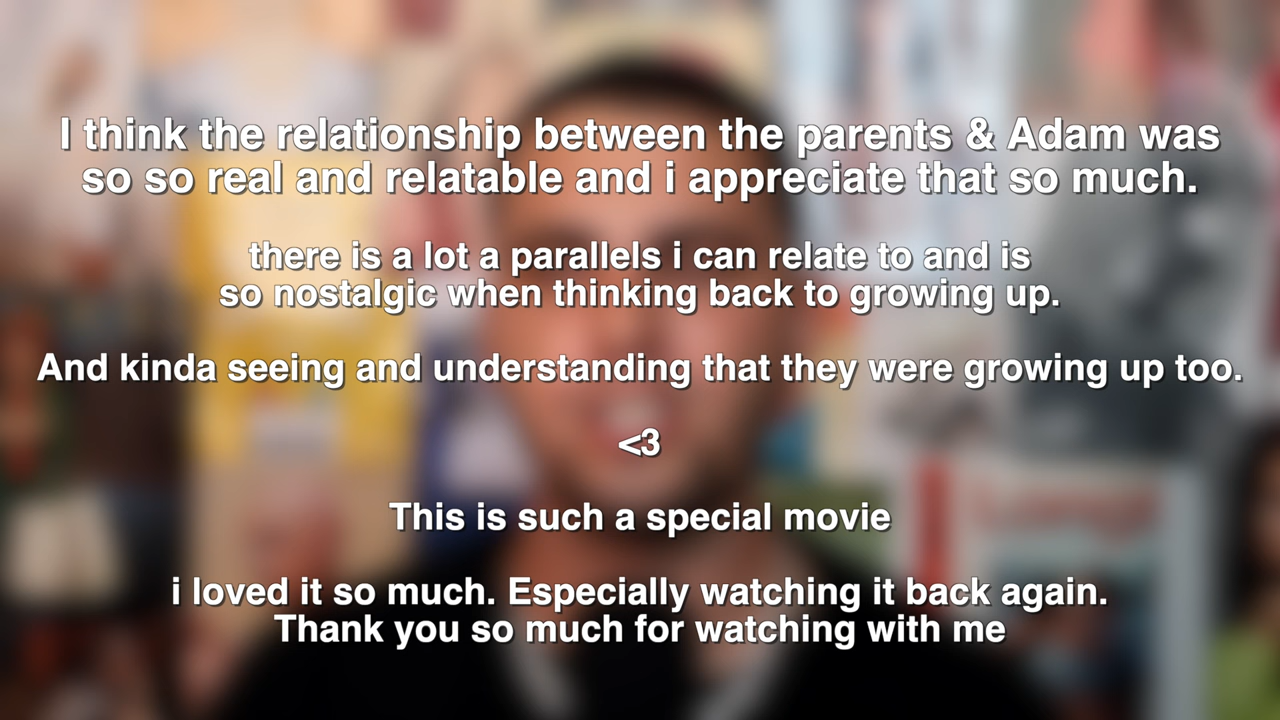 I think the relationship between the parents & Adam was
so so real and relatable and i appreciate that so much.
there is a lot a parallels i can relate to and is
so nostalgic when thinking back to growing up.
And kinda seeing and understanding that they were growing up too.
<3
This is such a special movie
i loved it so much. Especially watching it back again.
Thank you so much for watching with me